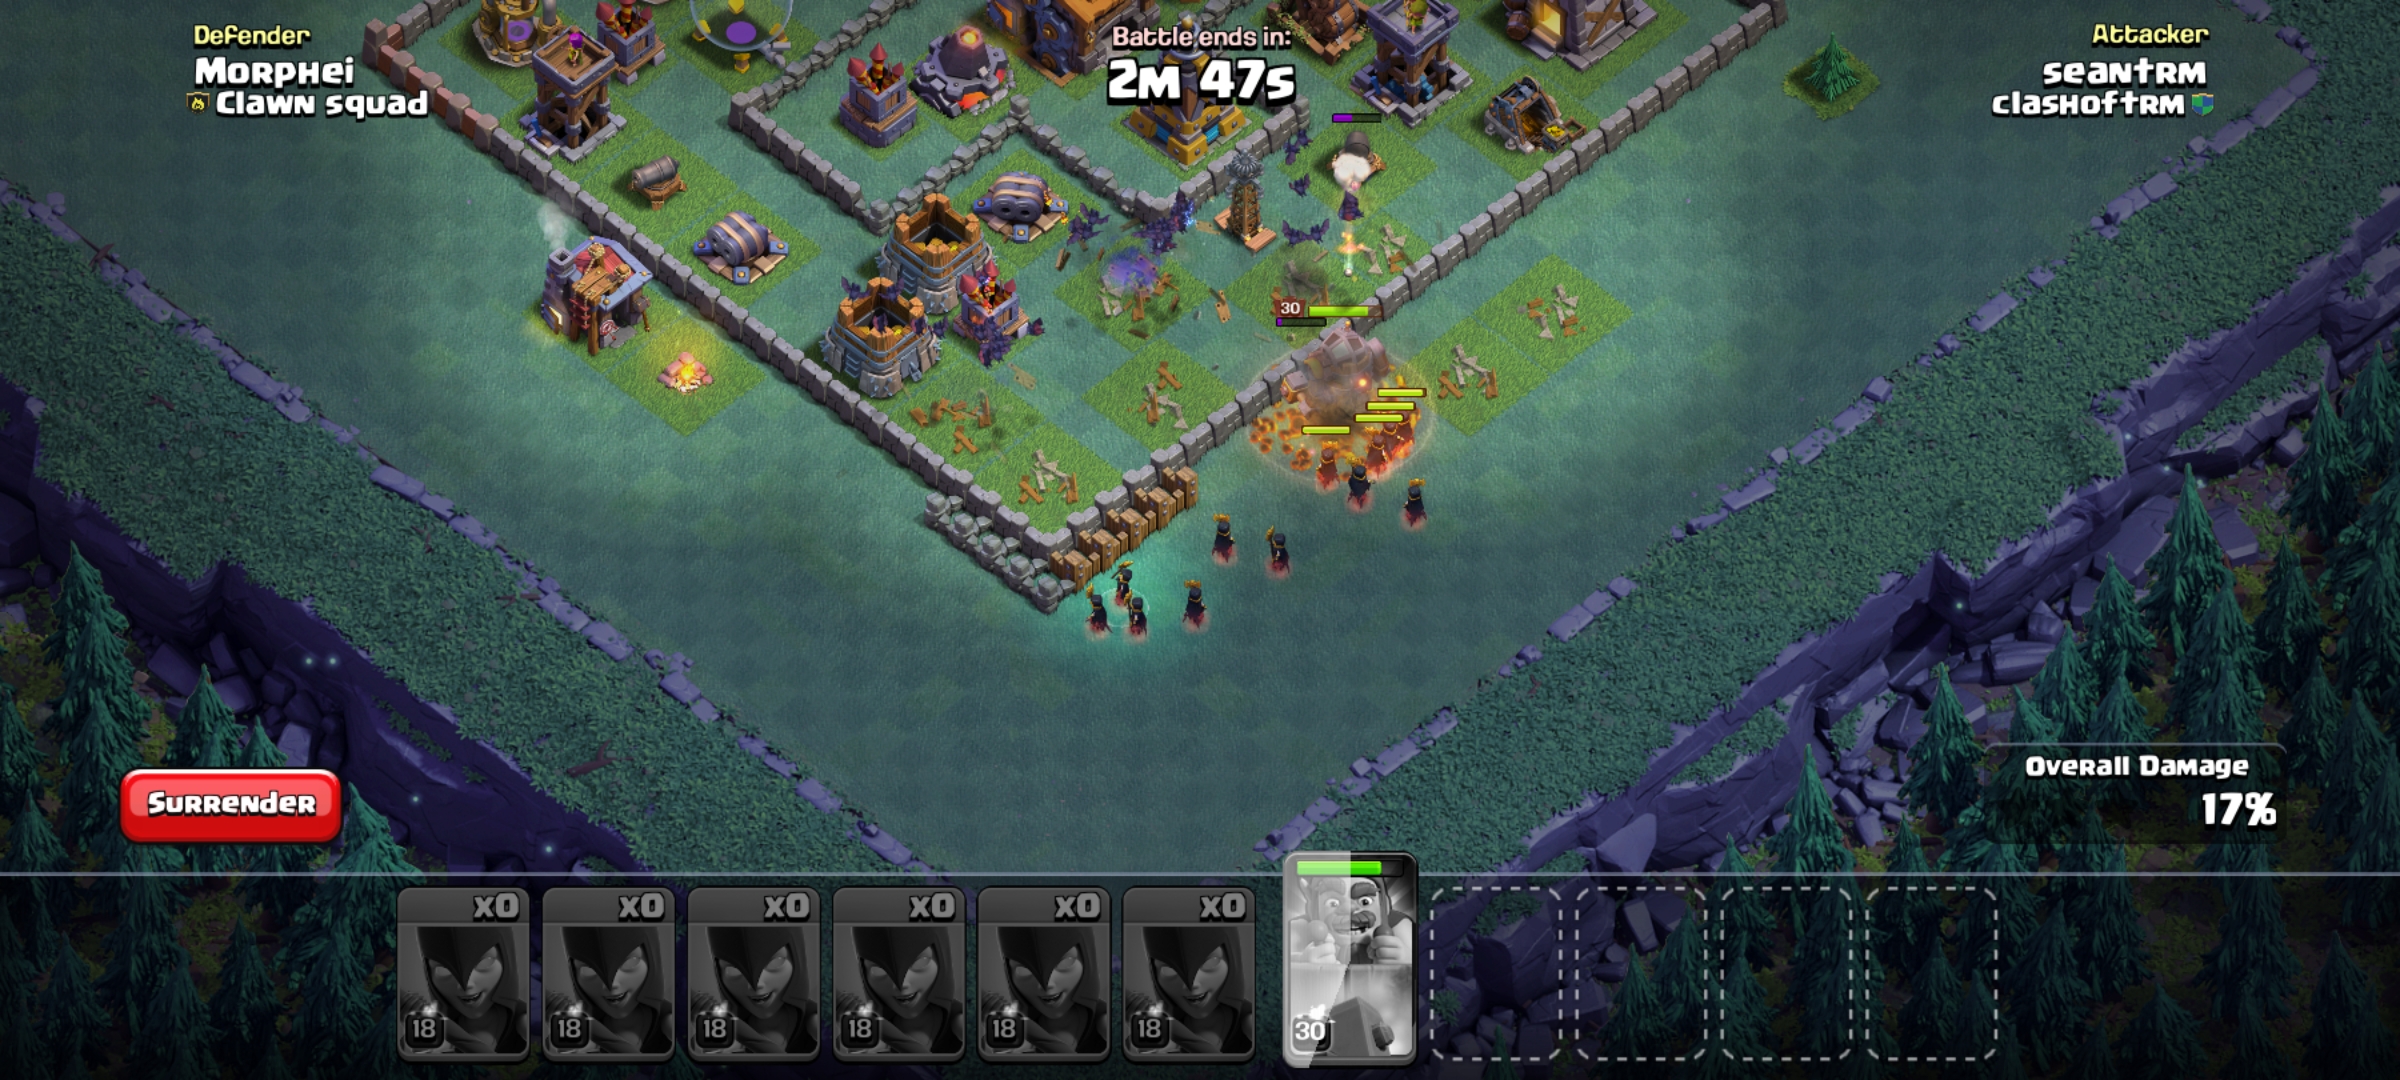 Defender
Morphei
Clawn squad
Battle ends in:
2m 47s
Attacker
seantrm
clashoftrm
30
Surrender
Overall Damage
17%
x0
x0
x0
x0
x0
x0
18
18
18
18
18
18
30